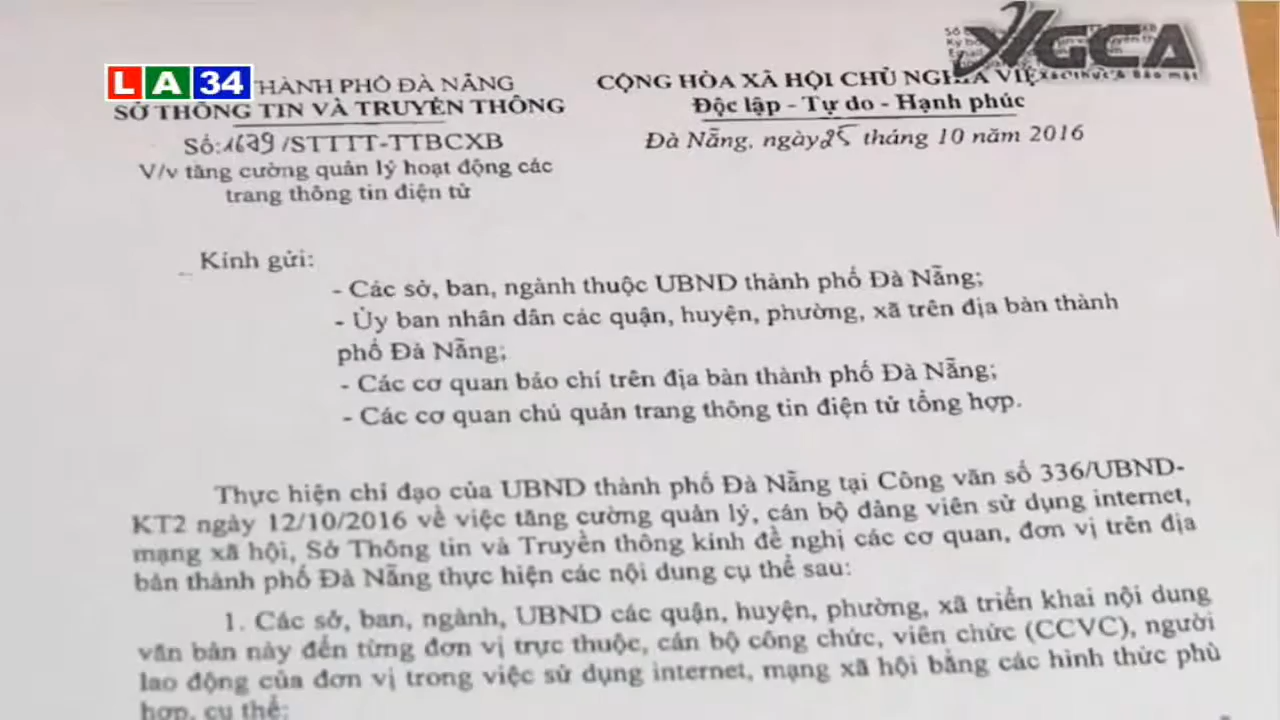 LA34
VGCA
Xác thực & Bảo mật
THÀNH PHỐ ĐÀ NẴNG
SỞ THÔNG TIN VÀ TRUYỀN THÔNG
Số: 1679/STTTT-TTBCXB
V/v tăng cường quản lý hoạt động các
trang thông tin điện tử
CỘNG HÒA XÃ HỘI CHỦ NGHĨA VIỆ
Độc lập - Tự do - Hạnh phúc
Đà Nẵng, ngày 25 tháng 10 năm 2016
Kính gửi:
- Các sở, ban, ngành thuộc UBND thành phố Đà Nẵng;
- Ủy ban nhân dân các quận, huyện, phường, xã trên địa bàn thành
phố Đà Nẵng;
- Các cơ quan báo chí trên địa bàn thành phố Đà Nẵng;
- Các cơ quan chủ quản trang thông tin điện tử tổng hợp.
Thực hiện chỉ đạo của UBND thành phố Đà Nẵng tại Công văn số 336/UBND-
KT2 ngày 12/10/2016 về việc tăng cường quản lý, cán bộ đảng viên sử dụng internet,
mạng xã hội, Sở Thông tin và Truyền thông kính đề nghị các cơ quan, đơn vị trên địa
bàn thành phố Đà Nẵng thực hiện các nội dung cụ thể sau:
1. Các sở, ban, ngành, UBND các quận, huyện, phường, xã triển khai nội dung
văn bản này đến từng đơn vị trực thuộc, cán bộ công chức, viên chức (CCVC), người
lao động của đơn vị trong việc sử dụng internet, mạng xã hội bằng các hình thức phù
hợp, cụ thể: